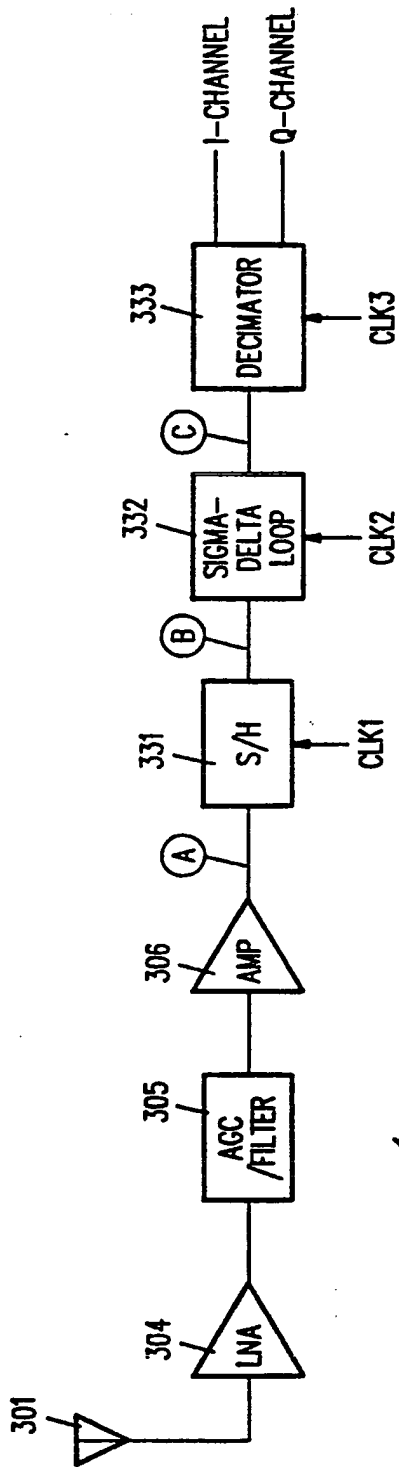 301
304
LNA
305
AGC
/FILTER
306
AMP
A
331
S/H
CLK1
B
332
SIGMA-
DELTA
LOOP
CLK2
C
333
DECIMATOR
CLK3
I-CHANNEL
Q-CHANNEL